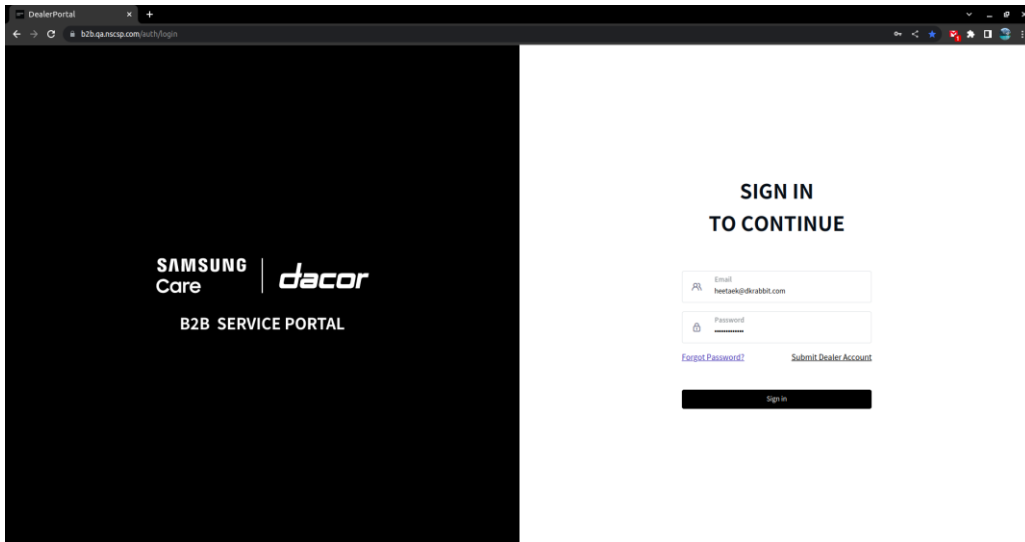 DealerPortal
b2b.qa.nscsp.com/auth/login
SAMSUNG
Care
dacor
B2B SERVICE PORTAL
SIGN IN
TO CONTINUE
Email
heetaek@dkrabbit.com
Password
Forgot Password?
Submit Dealer Account
Sign in